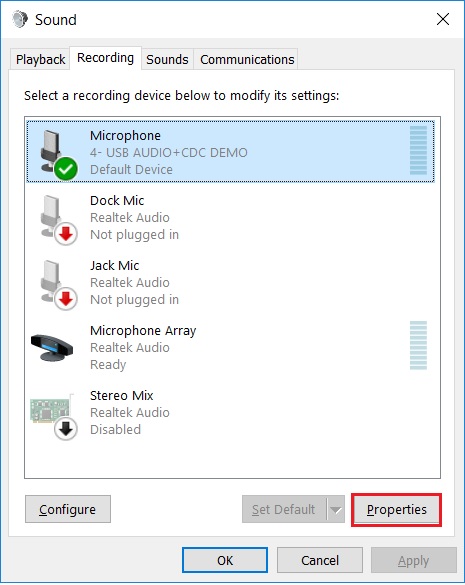 Sound
Playback Recording Sounds Communications
Select a recording device below to modify its settings:
Microphone
4- USB AUDIO+CDC DEMO
Default Device
Dock Mic
Realtek Audio
Not plugged in
Jack Mic
Realtek Audio
Not plugged in
Microphone Array
Realtek Audio
Ready
Stereo Mix
Realtek Audio
Disabled
Configure Set Default Properties
OK Cancel Apply